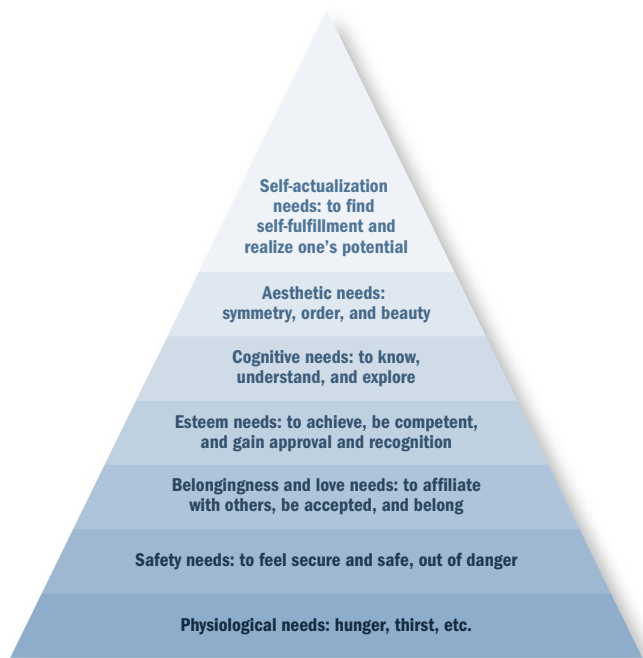 Self-actualization
needs: to find
self-fulfillment and
realize one's potential
Aesthetic needs:
symmetry, order, and beauty
Cognitive needs: to know,
understand, and explore
Esteem needs: to achieve, be competent,
and gain approval and recognition
Belongingness and love needs: to affiliate
with others, be accepted, and belong
Safety needs: to feel secure and safe, out of danger
Physiological needs: hunger, thirst, etc.